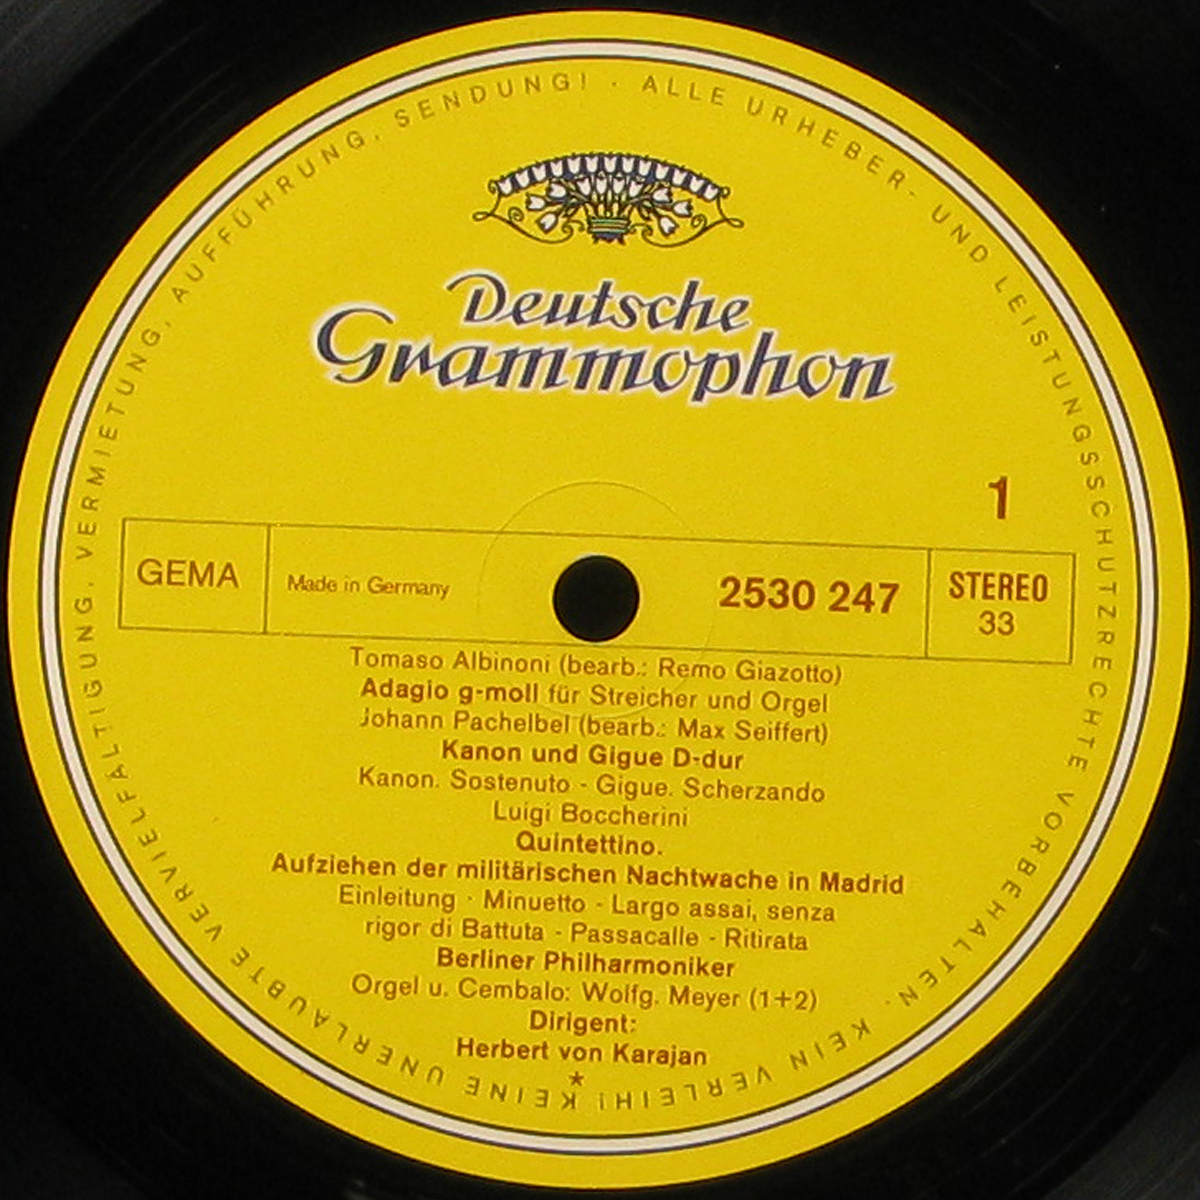 ALLE URHEBER- UND LEISTUNGSSCHUTZRECHTE VORBEHALTEN · KEIN VERLEIH! KEINE UNERLAUBTE VERVIELFÄLTIGUNG, VERMIETUNG, AUFFÜHRUNG, SENDUNG! ·
Deutsche
Grammophon
1
GEMA
Made in Germany
2530 247
STEREO
33
Tomaso Albinoni (bearb.: Remo Giazotto)
Adagio g-moll für Streicher und Orgel
Johann Pachelbel (bearb.: Max Seiffert)
Kanon und Gigue D-dur
Kanon. Sostenuto - Gigue. Scherzando
Luigi Boccherini
Quintettino.
Aufziehen der militärischen Nachtwache in Madrid
Einleitung · Minuetto - Largo assai, senza
rigor di Battuta - Passacalle - Ritirata
Berliner Philharmoniker
Orgel u. Cembalo: Wolfg. Meyer (1+2)
Dirigent:
Herbert von Karajan
*